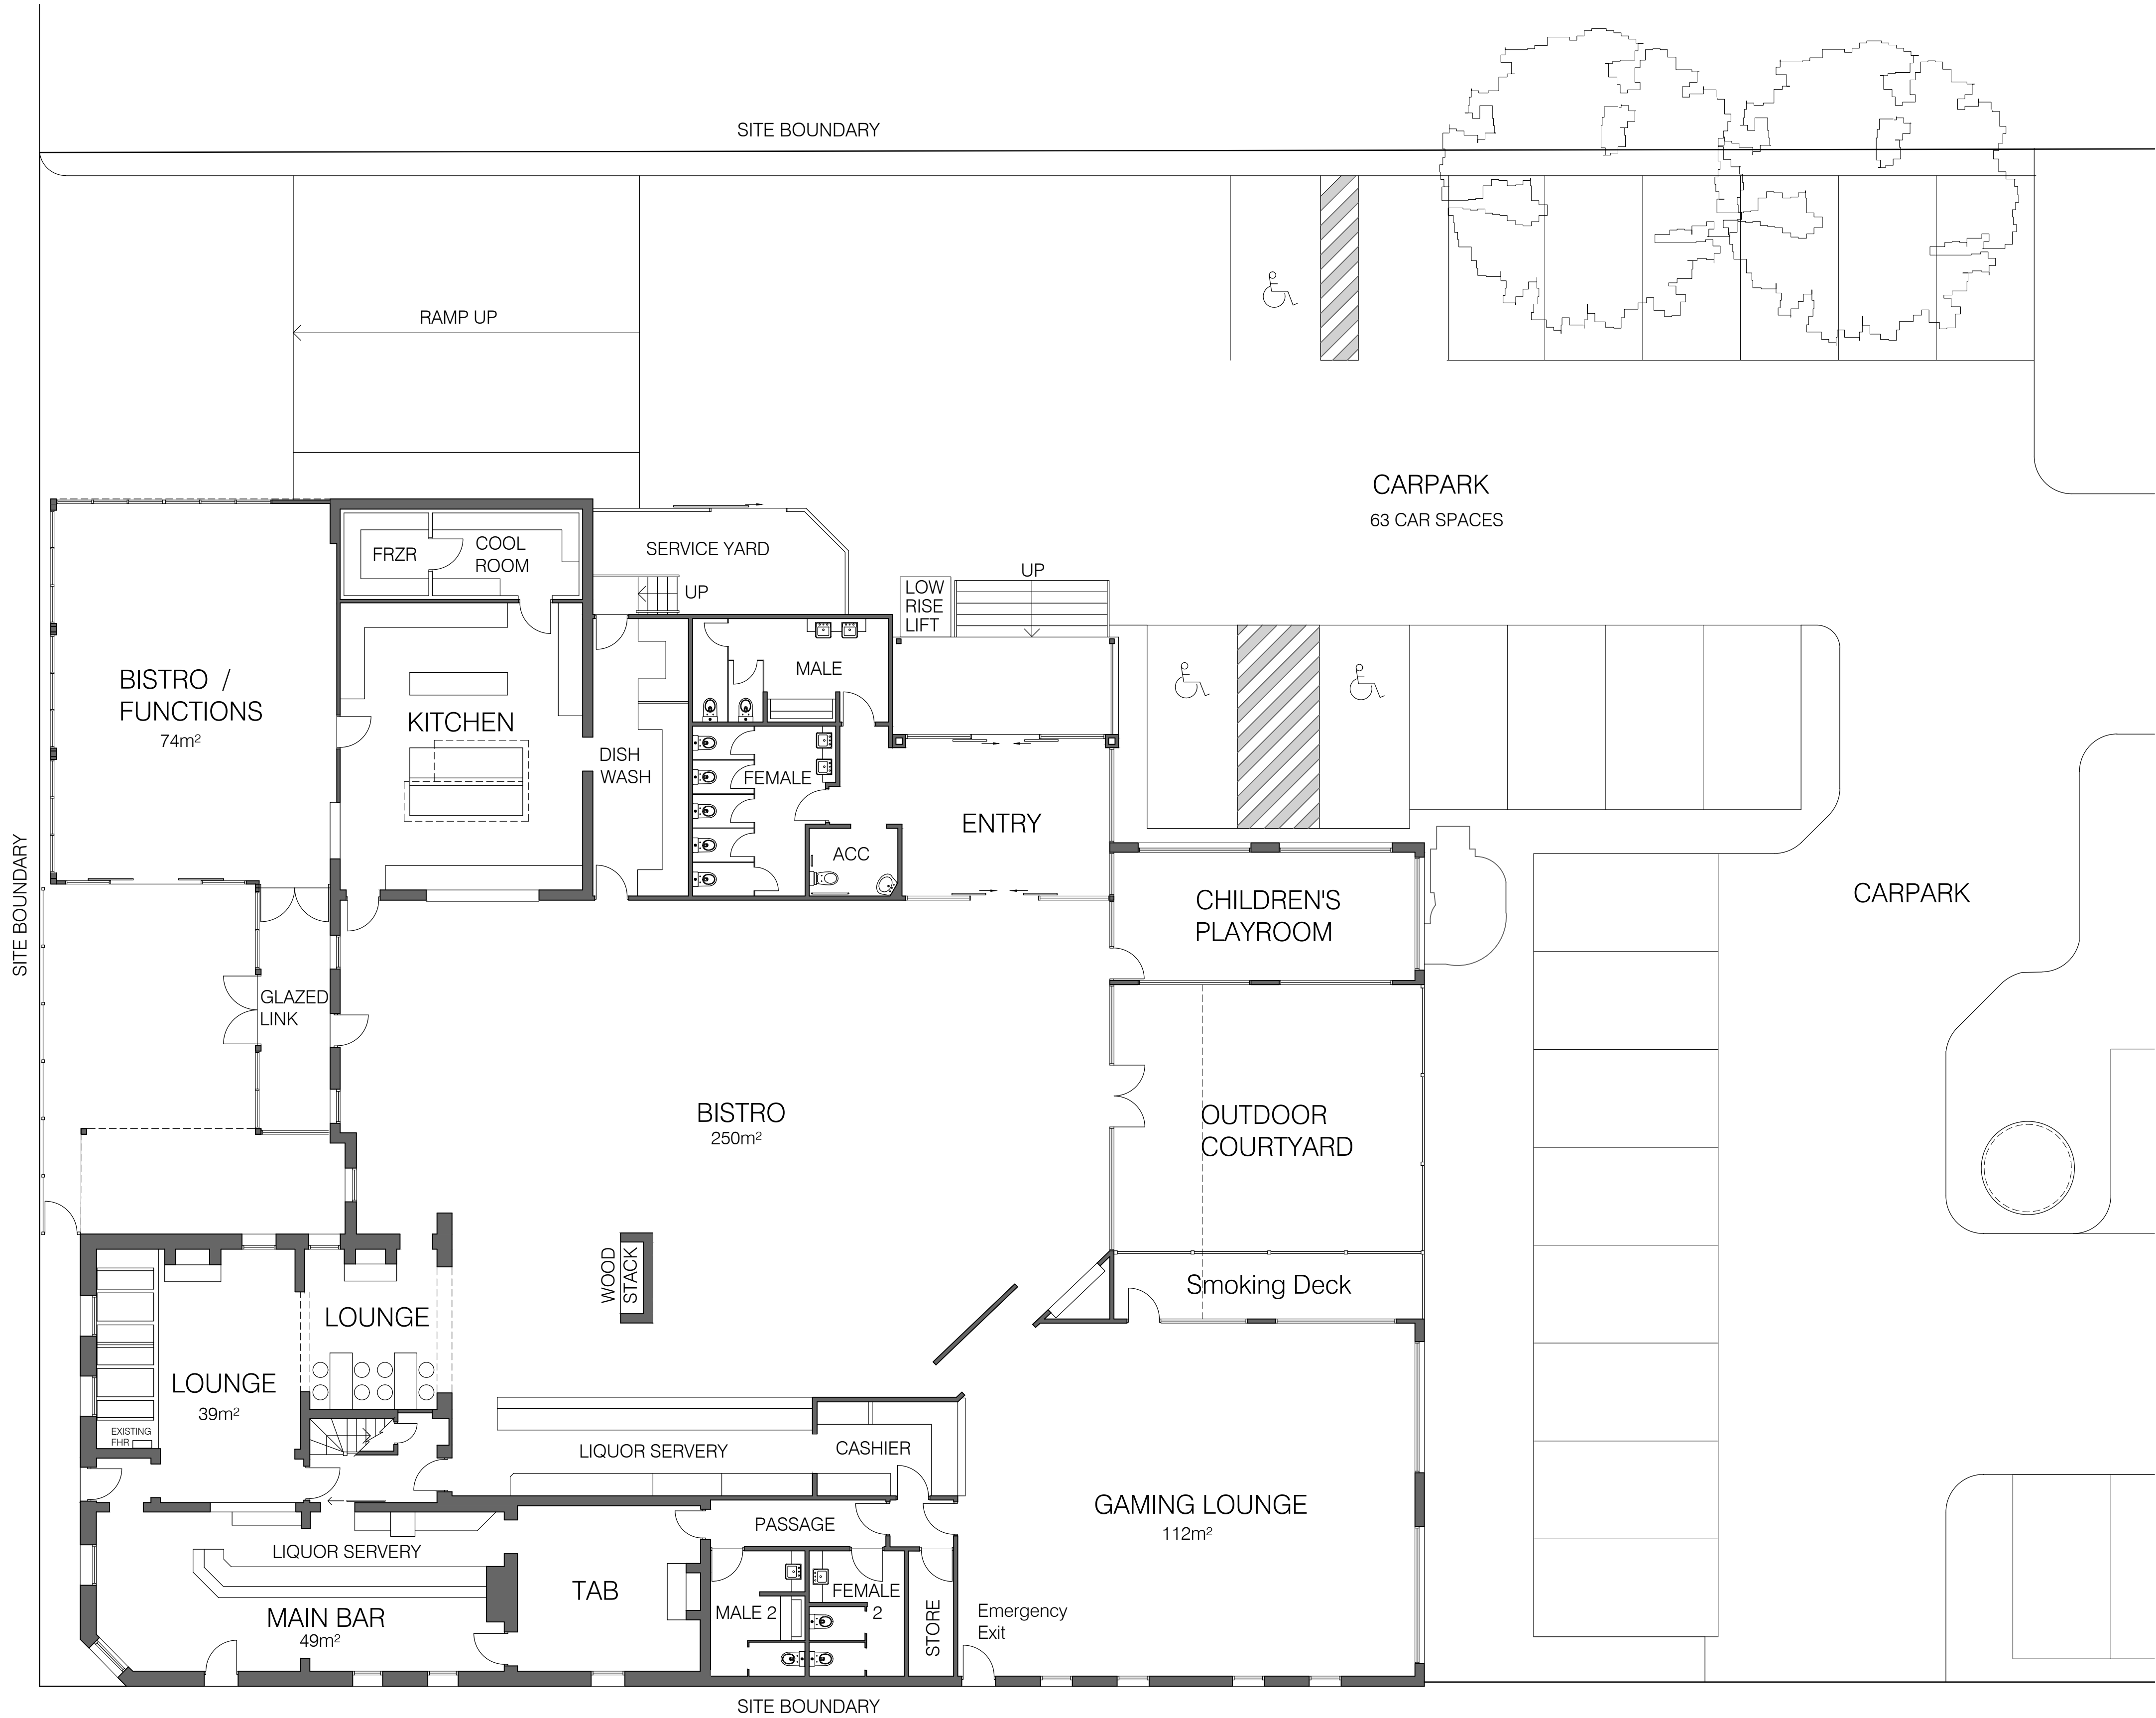 SITE BOUNDARY
RAMP UP
CARPARK
63 CAR SPACES
FRZR
COOL
ROOM
SERVICE YARD
UP
LOW
RISE
LIFT
UP
BISTRO /
FUNCTIONS
74m²
KITCHEN
MALE
DISH
WASH
FEMALE
ENTRY
ACC
SITE BOUNDARY
CHILDREN'S
PLAYROOM
CARPARK
GLAZED
LINK
BISTRO
250m²
OUTDOOR
COURTYARD
WOOD
STACK
Smoking Deck
LOUNGE
LOUNGE
39m²
EXISTING
FHR
LIQUOR SERVERY
CASHIER
GAMING LOUNGE
112m²
PASSAGE
LIQUOR SERVERY
TAB
MAIN BAR
49m²
MALE 2
FEMALE
2
STORE
Emergency
Exit
SITE BOUNDARY